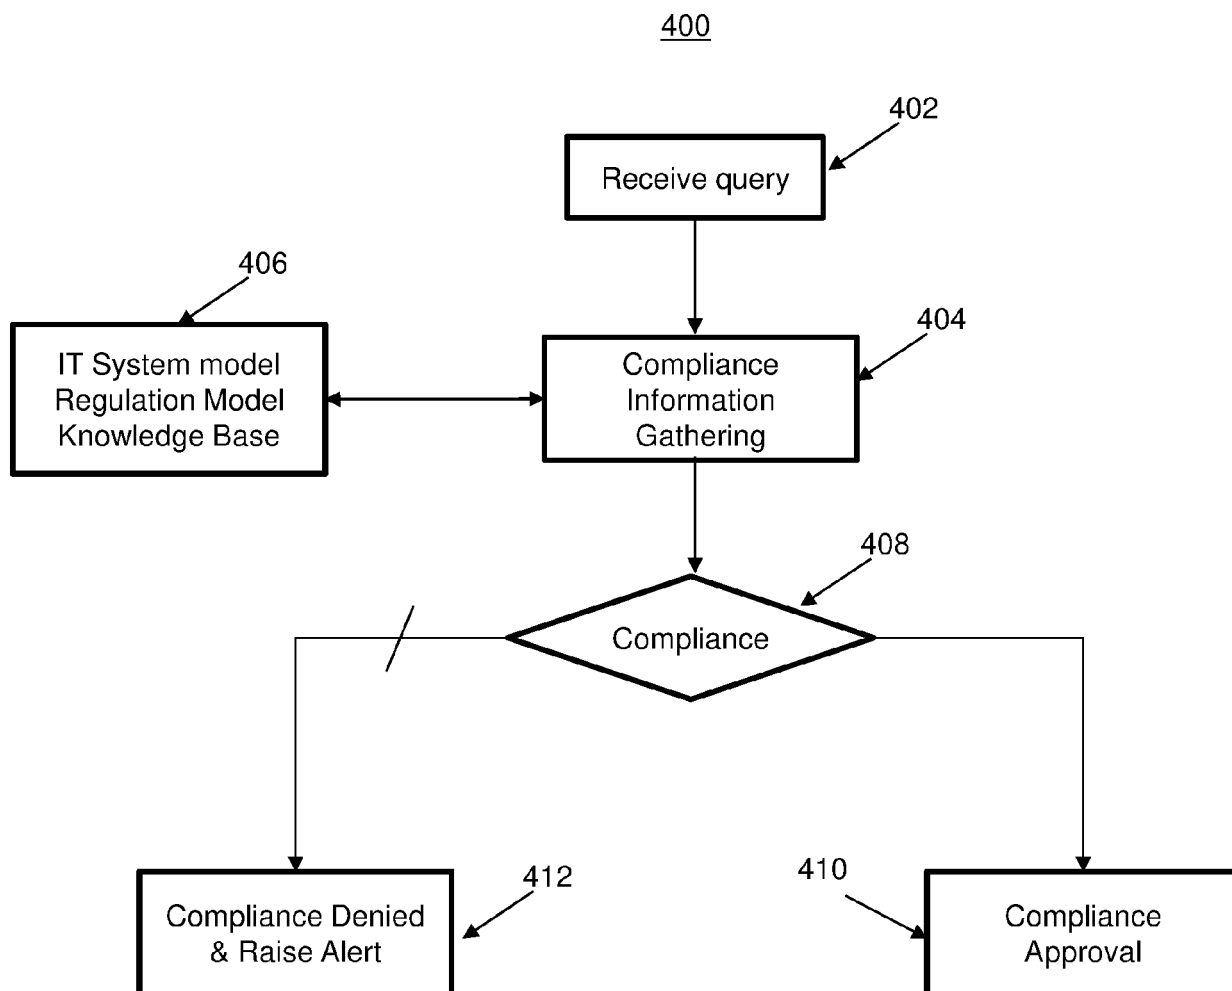 400
402
Receive query
406
404
IT System model
Regulation Model
Knowledge Base
Compliance
Information
Gathering
408
Compliance
412
410
Compliance Denied
& Raise Alert
Compliance
Approval